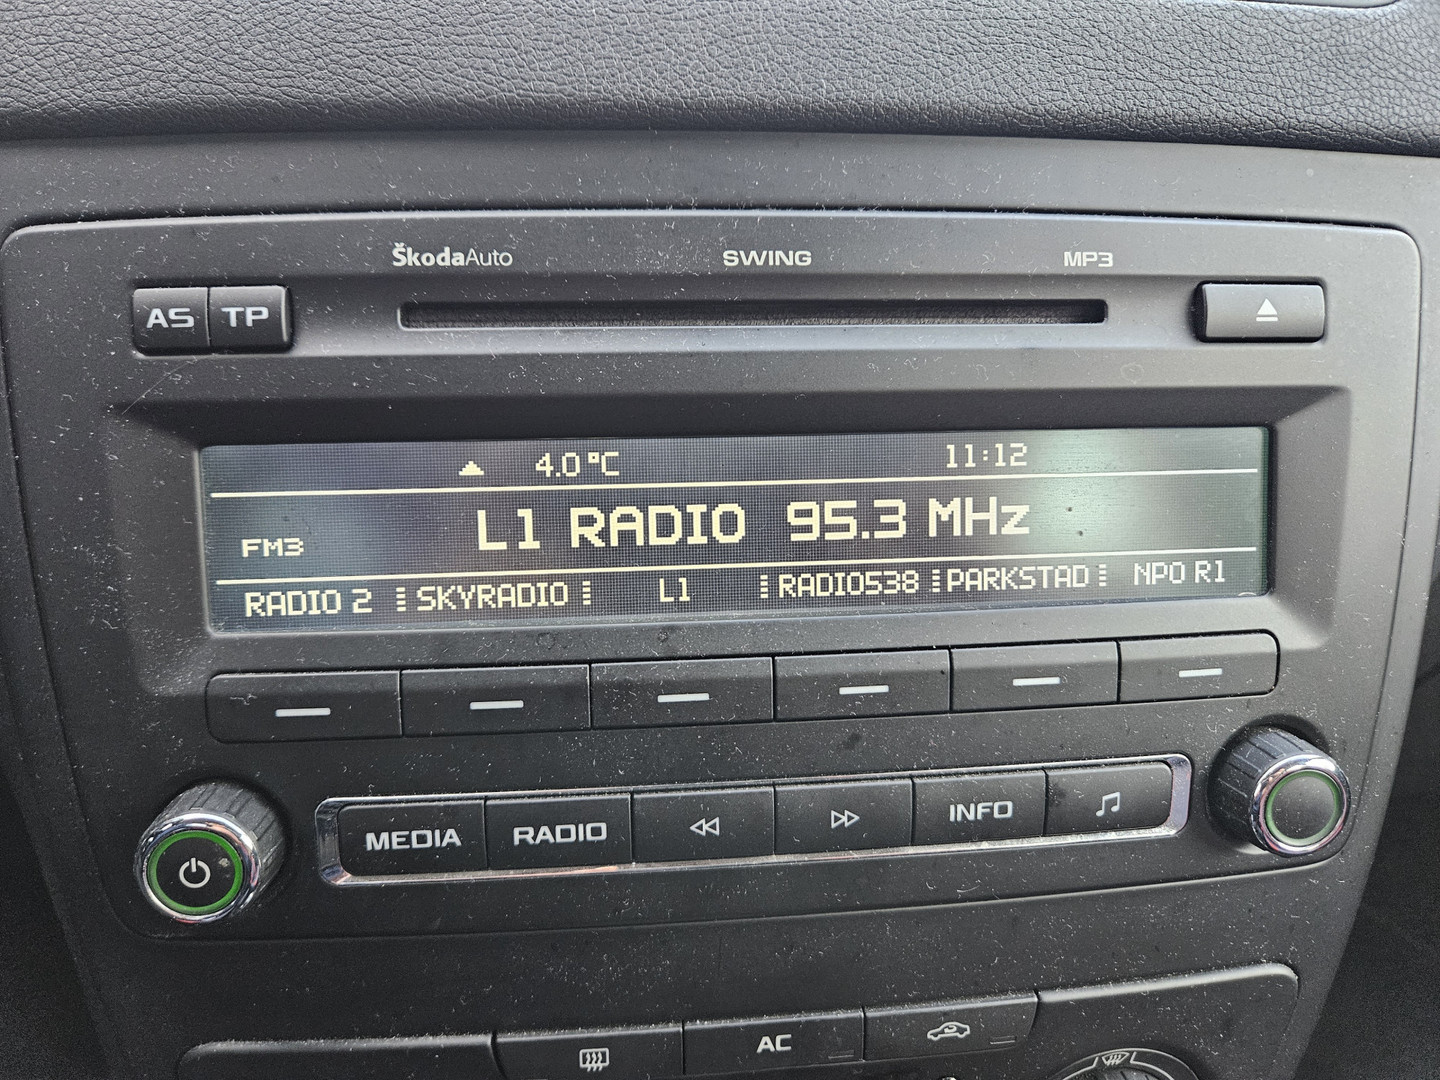 ŠkodaAuto SWING MP3
AS TP
4.0°C 11:12
FM3 L1 RADIO 95.3 MHz
RADIO 2 SKYRADIO L1 RADIO538 PARKSTAD NPO R1
MEDIA RADIO INFO
AC